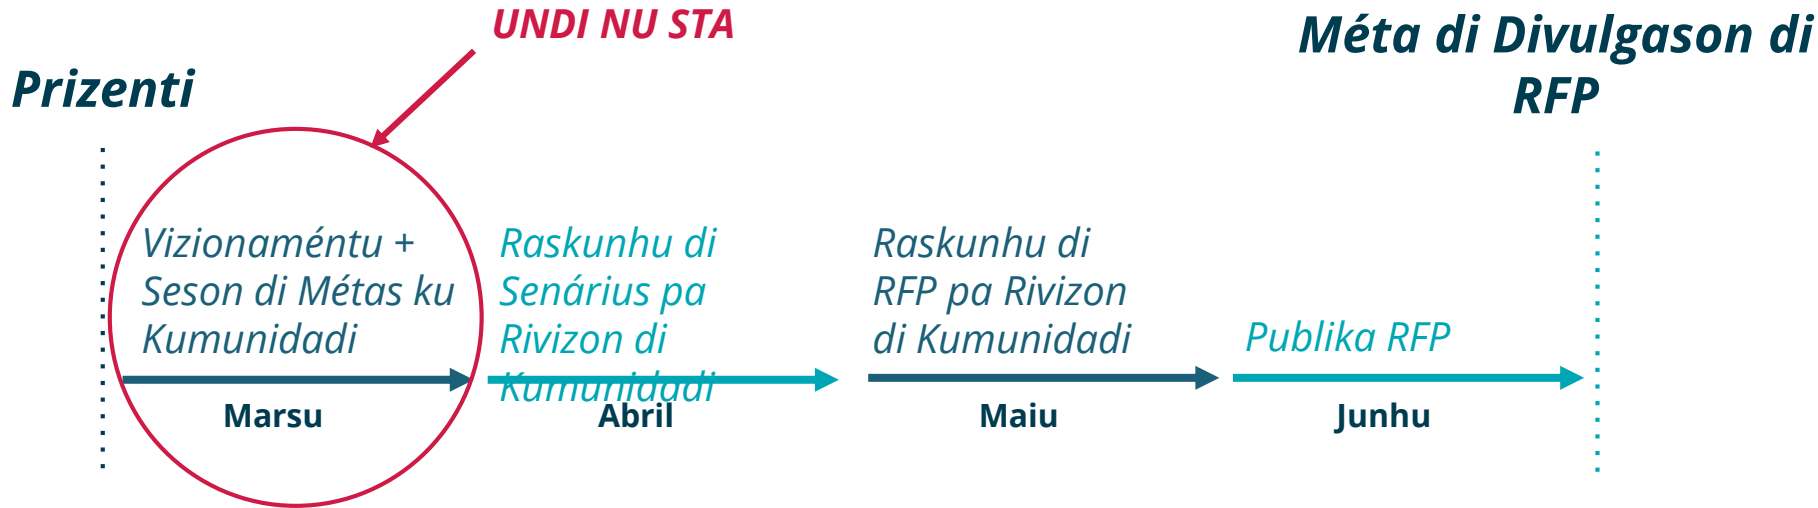 UNDI NU STA
Méta di Divulgason di
RFP
Prizenti
Vizionaméntu +
Seson di Métas ku
Kumunidadi
Marsu
Raskunhu di
Senárius pa
Rivizon di
Kumunidadi
Abril
Raskunhu di
RFP pa Rivizon
di Kumunidadi
Maiu
Publika RFP
Junhu